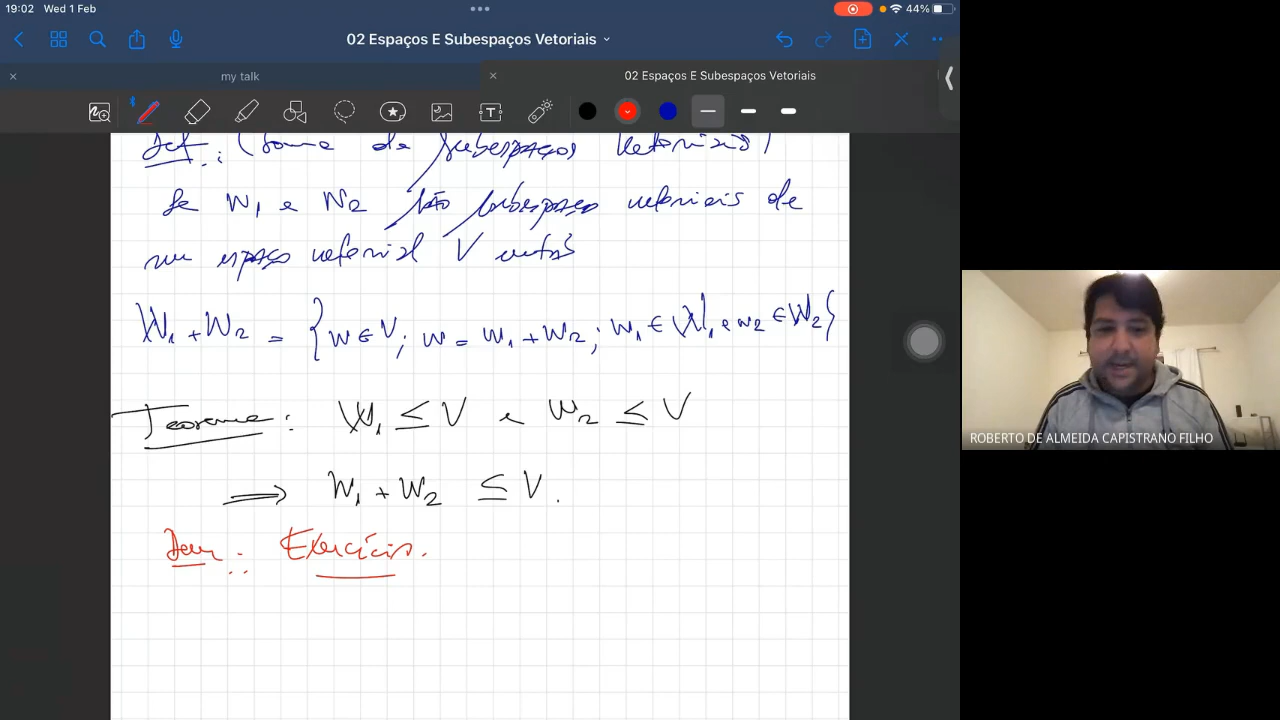 19:02 Wed 1 Feb
44%
02 Espaços E Subespaços Vetoriais
my talk
02 Espaços E Subespaços Vetoriais
Def.: (Soma de Subespaços Vetoriais)
Se W₁ e W₂ são subespaços vetoriais de
um espaço vetorial V então
W₁ + W₂ = {w ∈ V; w = w₁ + w₂; w₁ ∈ W₁ e w₂ ∈ W₂}
Teorema: W₁ ≤ V e W₂ ≤ V
⟹ W₁ + W₂ ≤ V.
Dem.: Exercício.
ROBERTO DE ALMEIDA CAPISTRANO FILHO